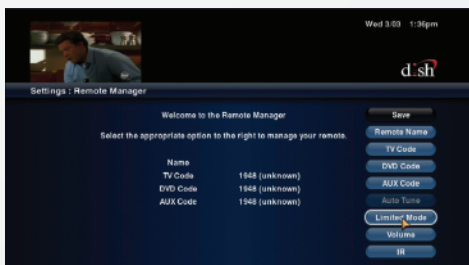 Wed 3/03 1:36pm
dish
Settings : Remote Manager
Welcome to the Remote Manager
Select the appropriate option to the right to manage your remote.
Name
TV Code 1948 (unknown)
DVD Code 1948 (unknown)
AUX Code 1948 (unknown)
Save
Remote Name
TV Code
DVD Code
AUX Code
Auto Tune
Limited Mode
Volume
IR